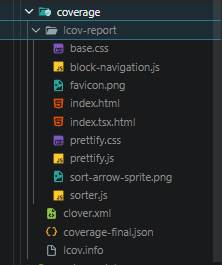 coverage
lcov-report
base.css
block-navigation.js
favicon.png
index.html
index.tsx.html
prettify.css
prettify.js
sort-arrow-sprite.png
sorter.js
clover.xml
coverage-final.json
lcov.info